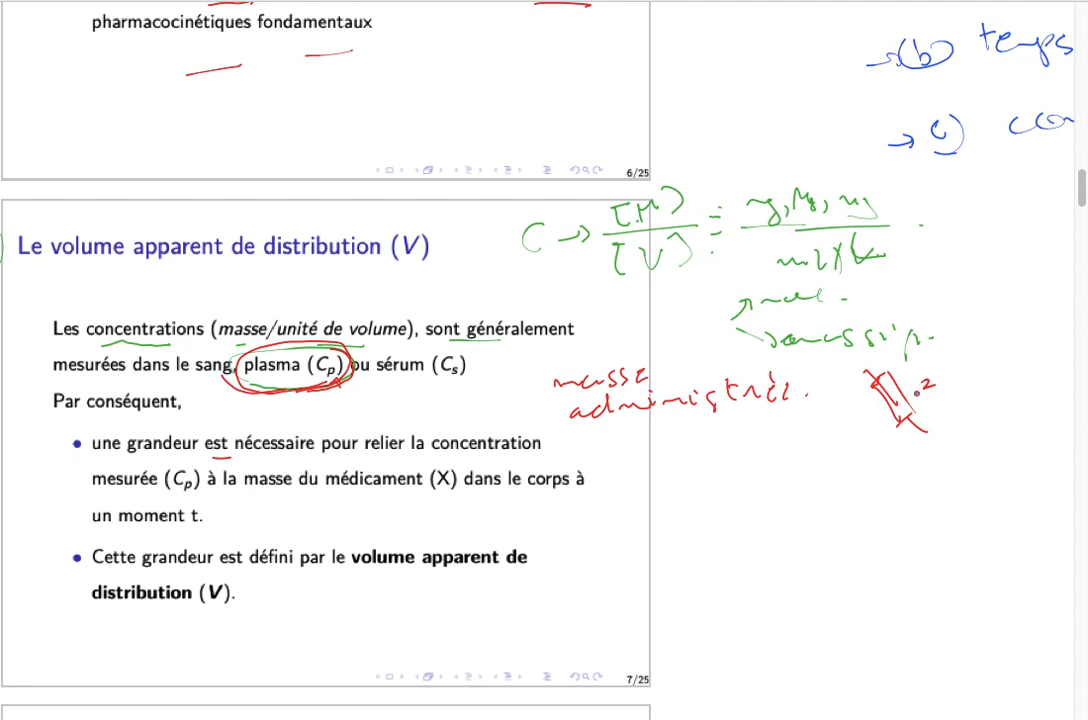 pharmacocinétiques fondamentaux
→(b) temps
→ c)
6/25
Le volume apparent de distribution (V)
C → [M] / [V] =
Les concentrations (masse/unité de volume), sont généralement
mesurées dans le sang, plasma (Cp) ou sérum (Cs)
masse
administrée.
Par conséquent,
• une grandeur est nécessaire pour relier la concentration
mesurée (Cp) à la masse du médicament (X) dans le corps à
un moment t.
• Cette grandeur est défini par le volume apparent de
distribution (V).
7/25